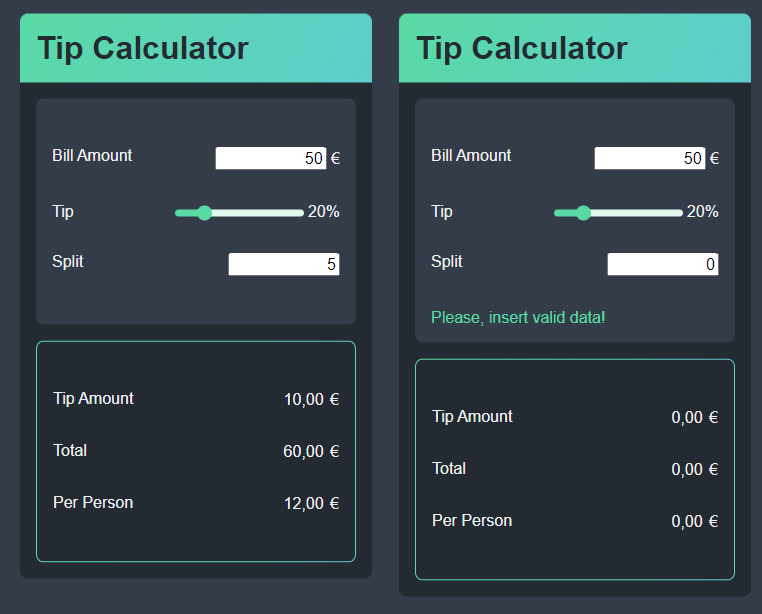 Tip Calculator
Bill Amount 50 €
Tip 20%
Split 5
Tip Amount 10,00 €
Total 60,00 €
Per Person 12,00 €
Tip Calculator
Bill Amount 50 €
Tip 20%
Split 0
Please, insert valid data!
Tip Amount 0,00 €
Total 0,00 €
Per Person 0,00 €